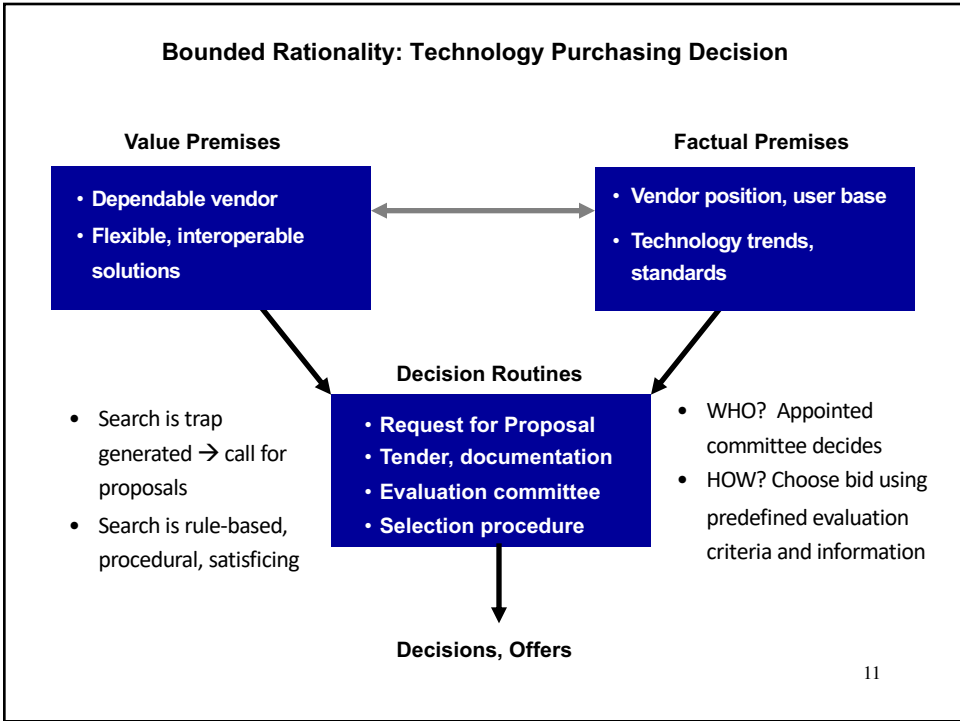 Bounded Rationality: Technology Purchasing Decision
Value Premises
• Dependable vendor
• Flexible, interoperable
solutions
Factual Premises
• Vendor position, user base
• Technology trends,
standards
Decision Routines
• Request for Proposal
• Tender, documentation
• Evaluation committee
• Selection procedure
• Search is trap
generated → call for
proposals
• Search is rule-based,
procedural, satisficing
• WHO? Appointed
committee decides
• HOW? Choose bid using
predefined evaluation
criteria and information
Decisions, Offers
11